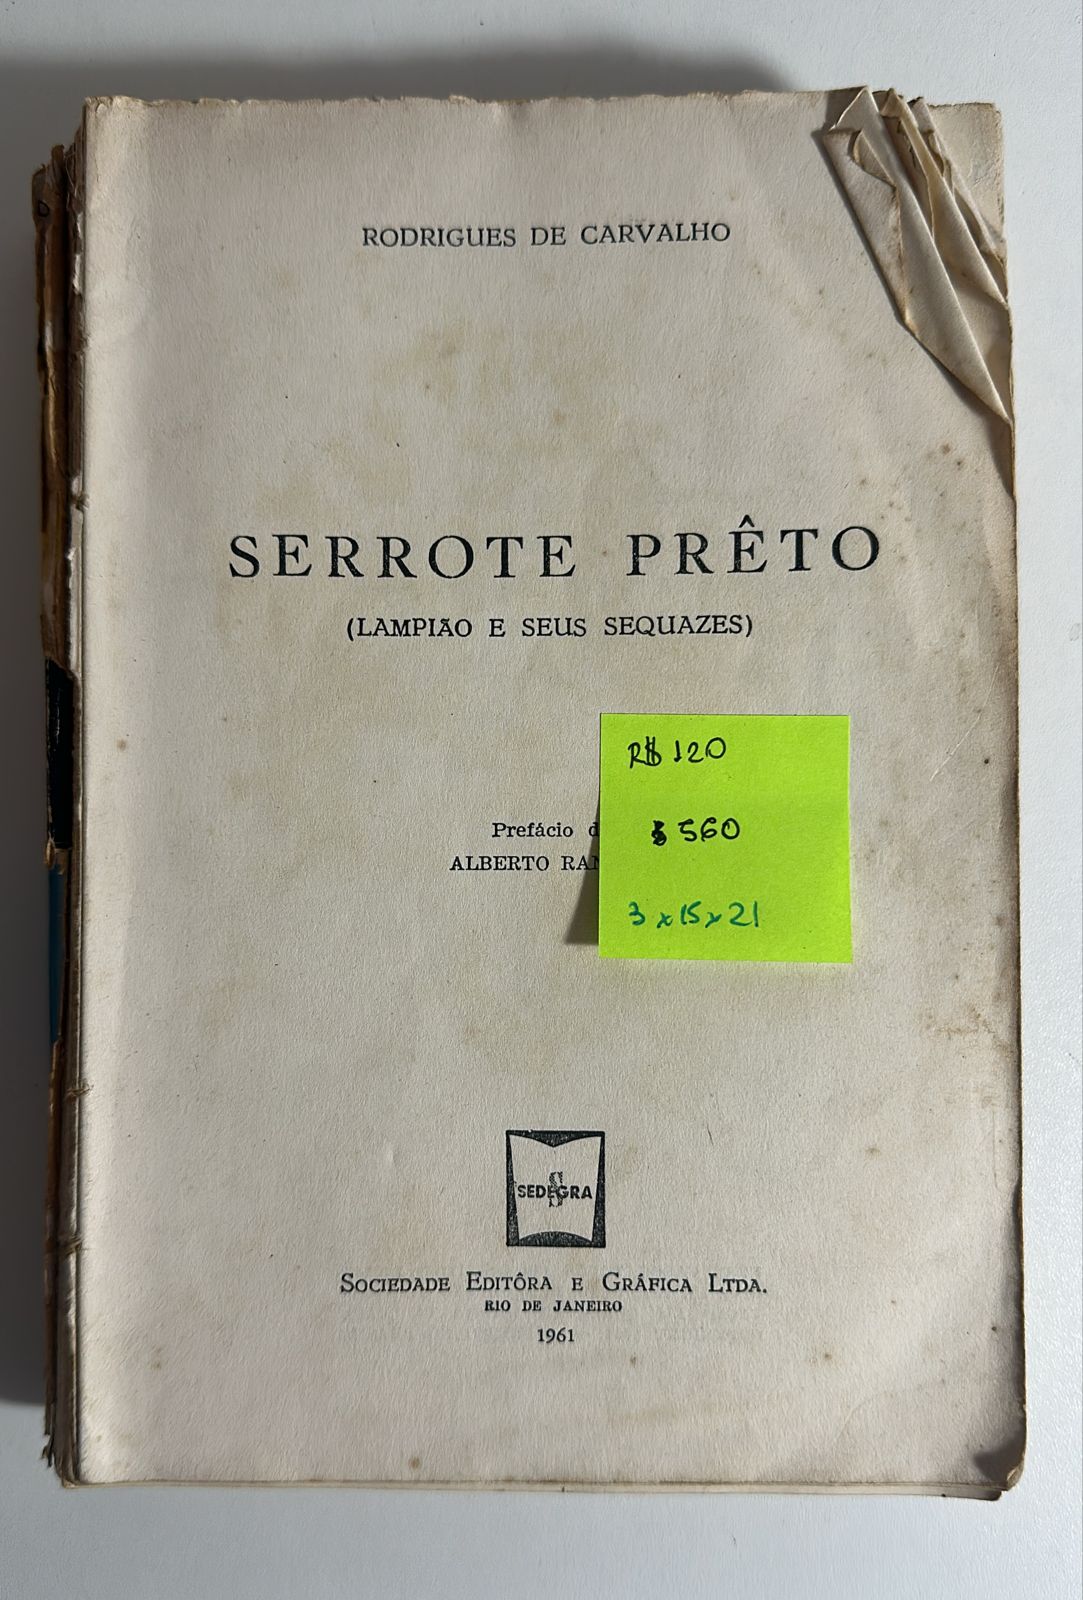 RODRIGUES DE CARVALHO
SERROTE PRÊTO
(LAMPIÃO E SEUS SEQUAZES)
Prefácio
ALBERTO
R$ 120
560
3 x 15 x 21
SEDEGRA
SOCIEDADE EDITÔRA E GRÁFICA LTDA.
RIO DE JANEIRO
1961